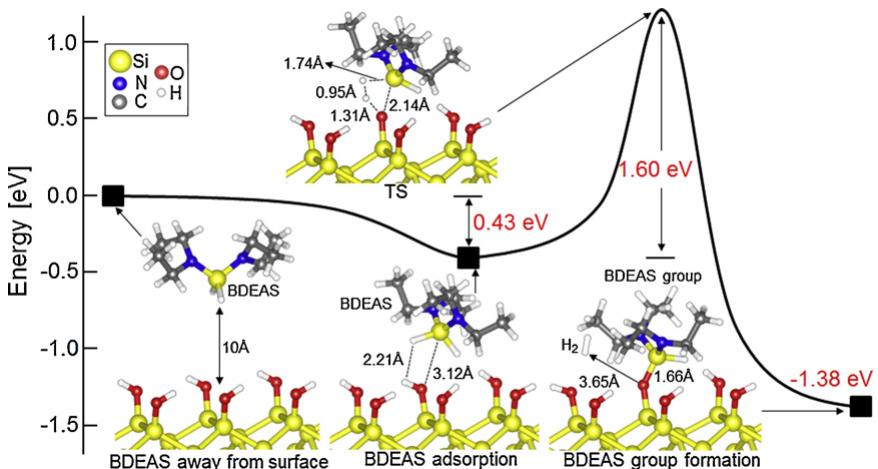 1.0
0.5
0.0
-0.5
-1.0
-1.5
Energy [eV]
Si
N
C
O
H
1.74Å
0.95Å
1.31Å
2.14Å
TS
0.43 eV
1.60 eV
-1.38 eV
BDEAS
10Å
BDEAS away from surface
BDEAS
2.21Å
3.12Å
BDEAS adsorption
BDEAS group
H2
3.65Å
1.66Å
BDEAS group formation